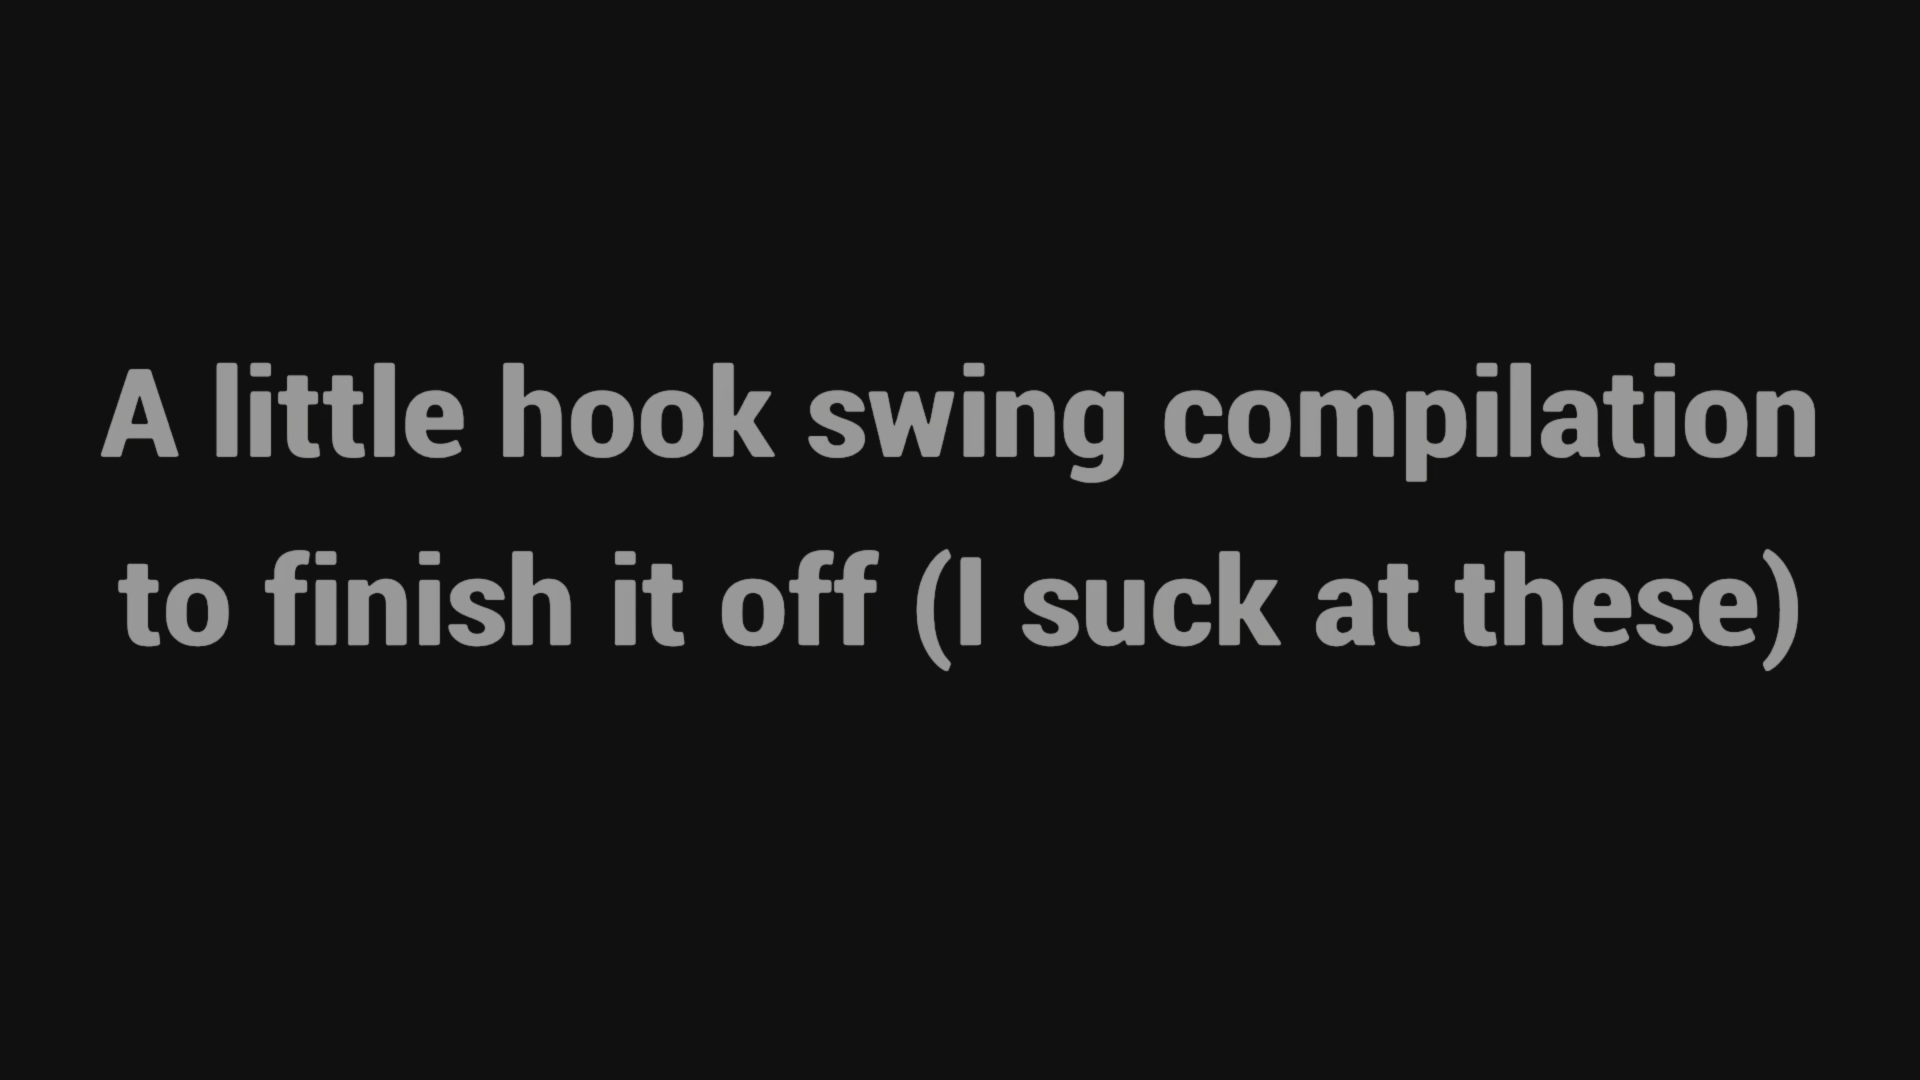 A little hook swing compilation
to finish it off (I suck at these)